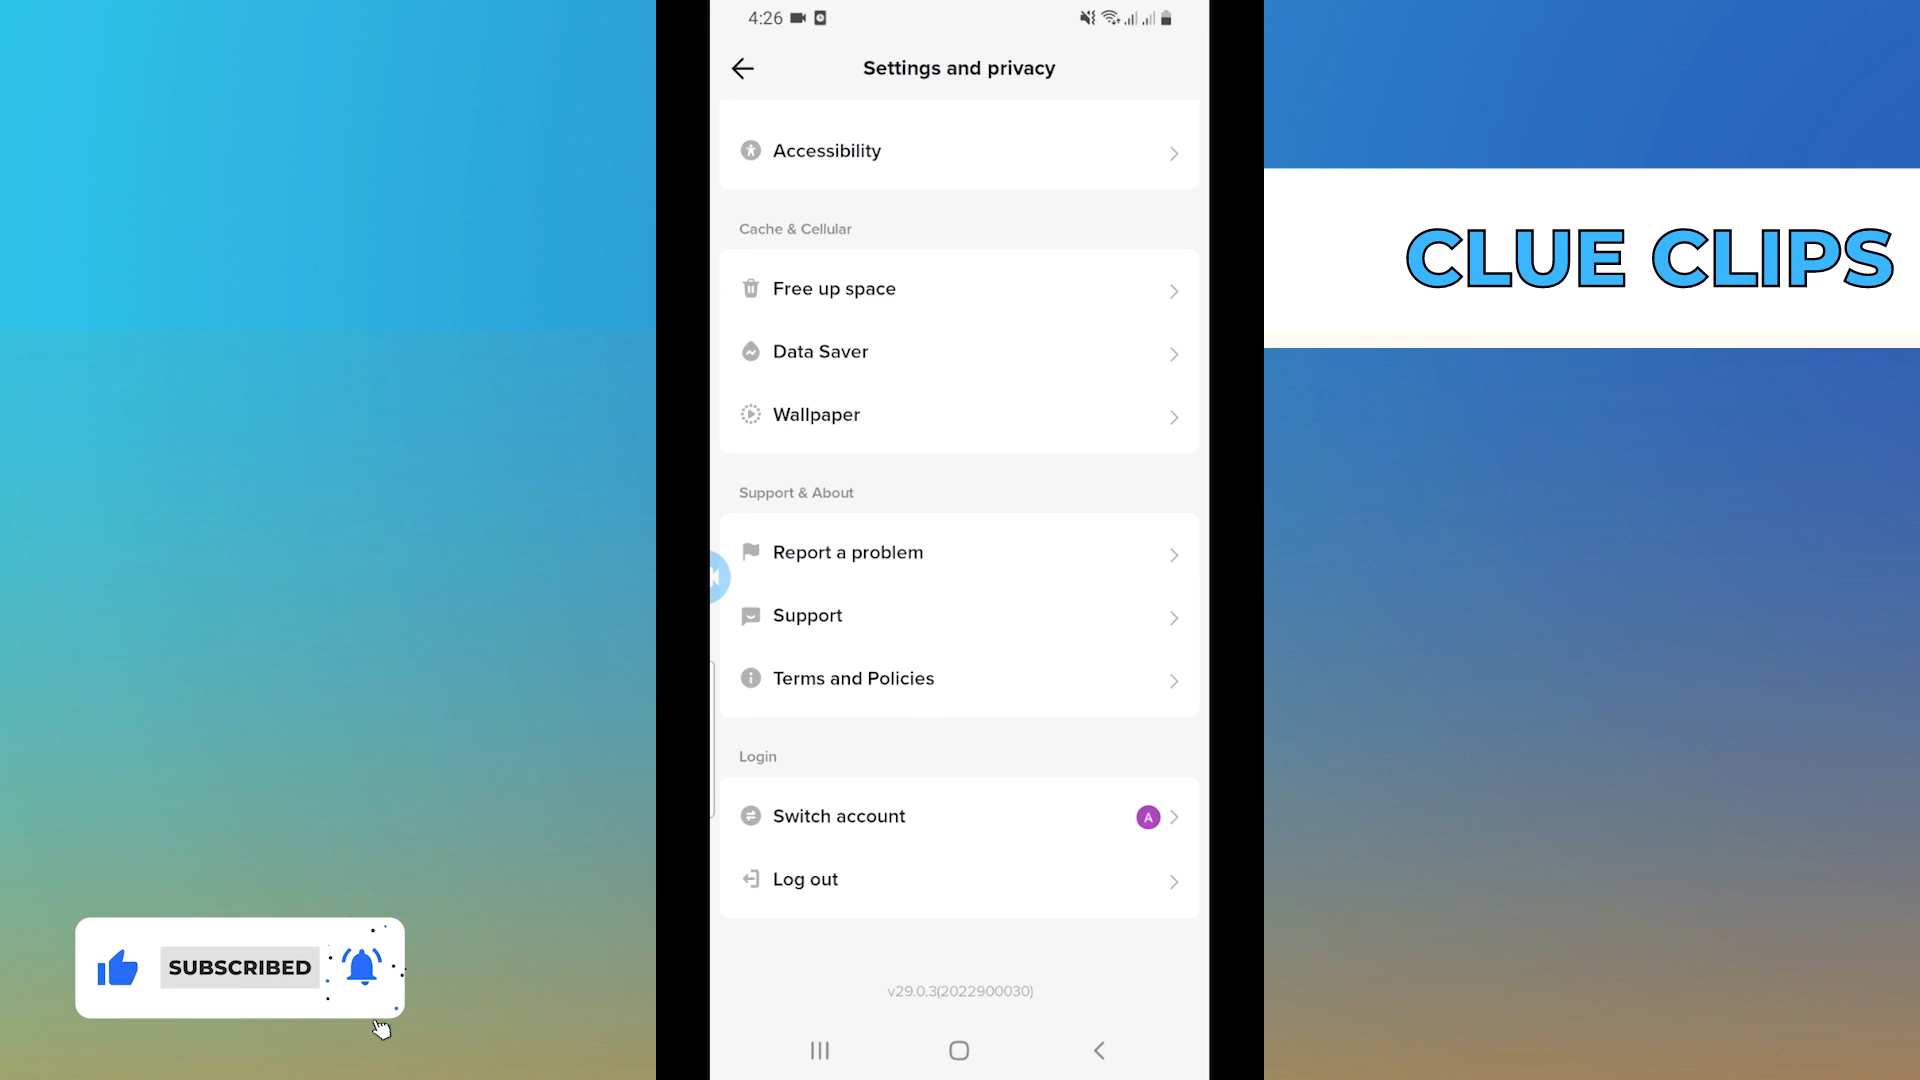 4:26
Settings and privacy
Accessibility
Cache & Cellular
Free up space
Data Saver
Wallpaper
Support & About
Report a problem
Support
Terms and Policies
Login
Switch account
A
Log out
v29.0.3(2022900030)
CLUE CLIPS
SUBSCRIBED